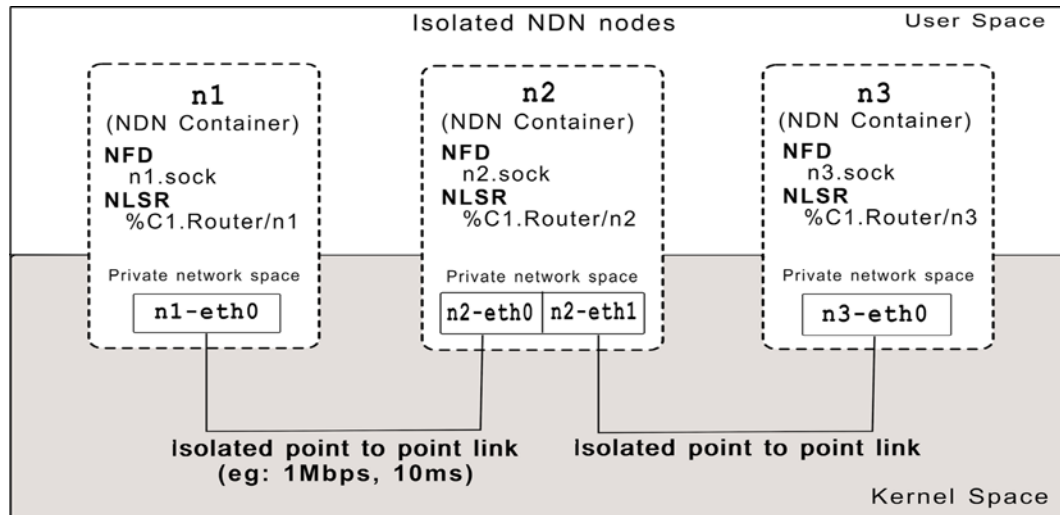 Isolated NDN nodes
User Space
n1
(NDN Container)
NFD
n1.sock
NLSR
%C1.Router/n1
Private network space
n1-eth0
n2
(NDN Container)
NFD
n2.sock
NLSR
%C1.Router/n2
Private network space
n2-eth0
n2-eth1
n3
(NDN Container)
NFD
n3.sock
NLSR
%C1.Router/n3
Private network space
n3-eth0
Isolated point to point link
(eg: 1Mbps, 10ms)
Isolated point to point link
Kernel Space